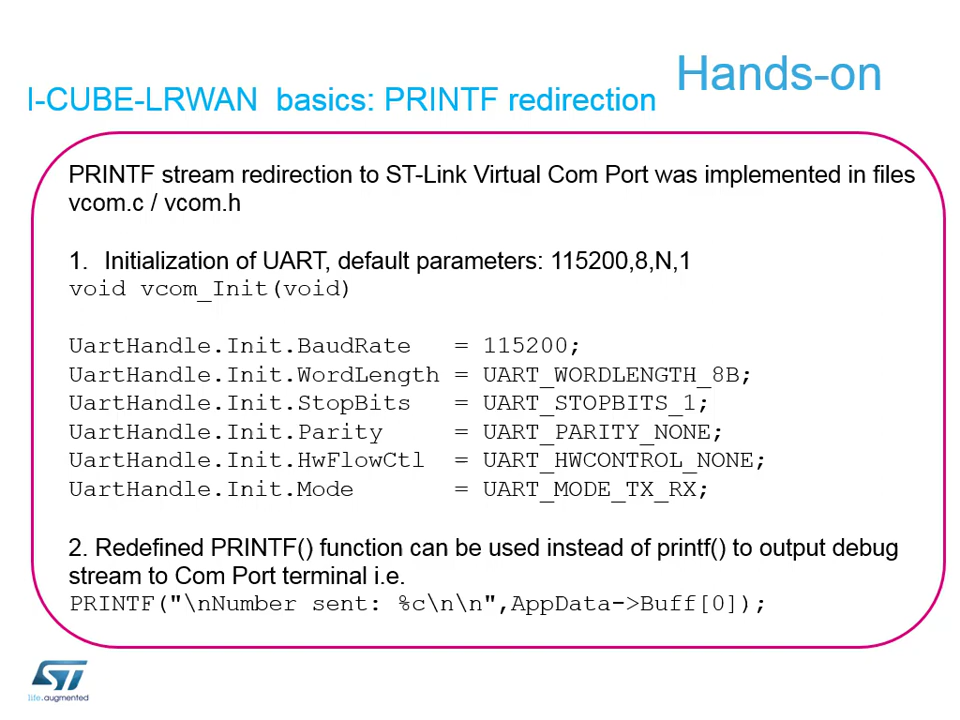 Hands-on
I-CUBE-LRWAN basics: PRINTF redirection
PRINTF stream redirection to ST-Link Virtual Com Port was implemented in files
vcom.c / vcom.h
1. Initialization of UART, default parameters: 115200,8,N,1
void vcom_Init(void)
UartHandle.Init.BaudRate = 115200;
UartHandle.Init.WordLength = UART_WORDLENGTH_8B;
UartHandle.Init.StopBits = UART_STOPBITS_1;
UartHandle.Init.Parity = UART_PARITY_NONE;
UartHandle.Init.HwFlowCtl = UART_HWCONTROL_NONE;
UartHandle.Init.Mode = UART_MODE_TX_RX;
2. Redefined PRINTF() function can be used instead of printf() to output debug
stream to Com Port terminal i.e.
PRINTF("\nNumber sent: %c\n\n",AppData->Buff[0]);
ST
life.augmented